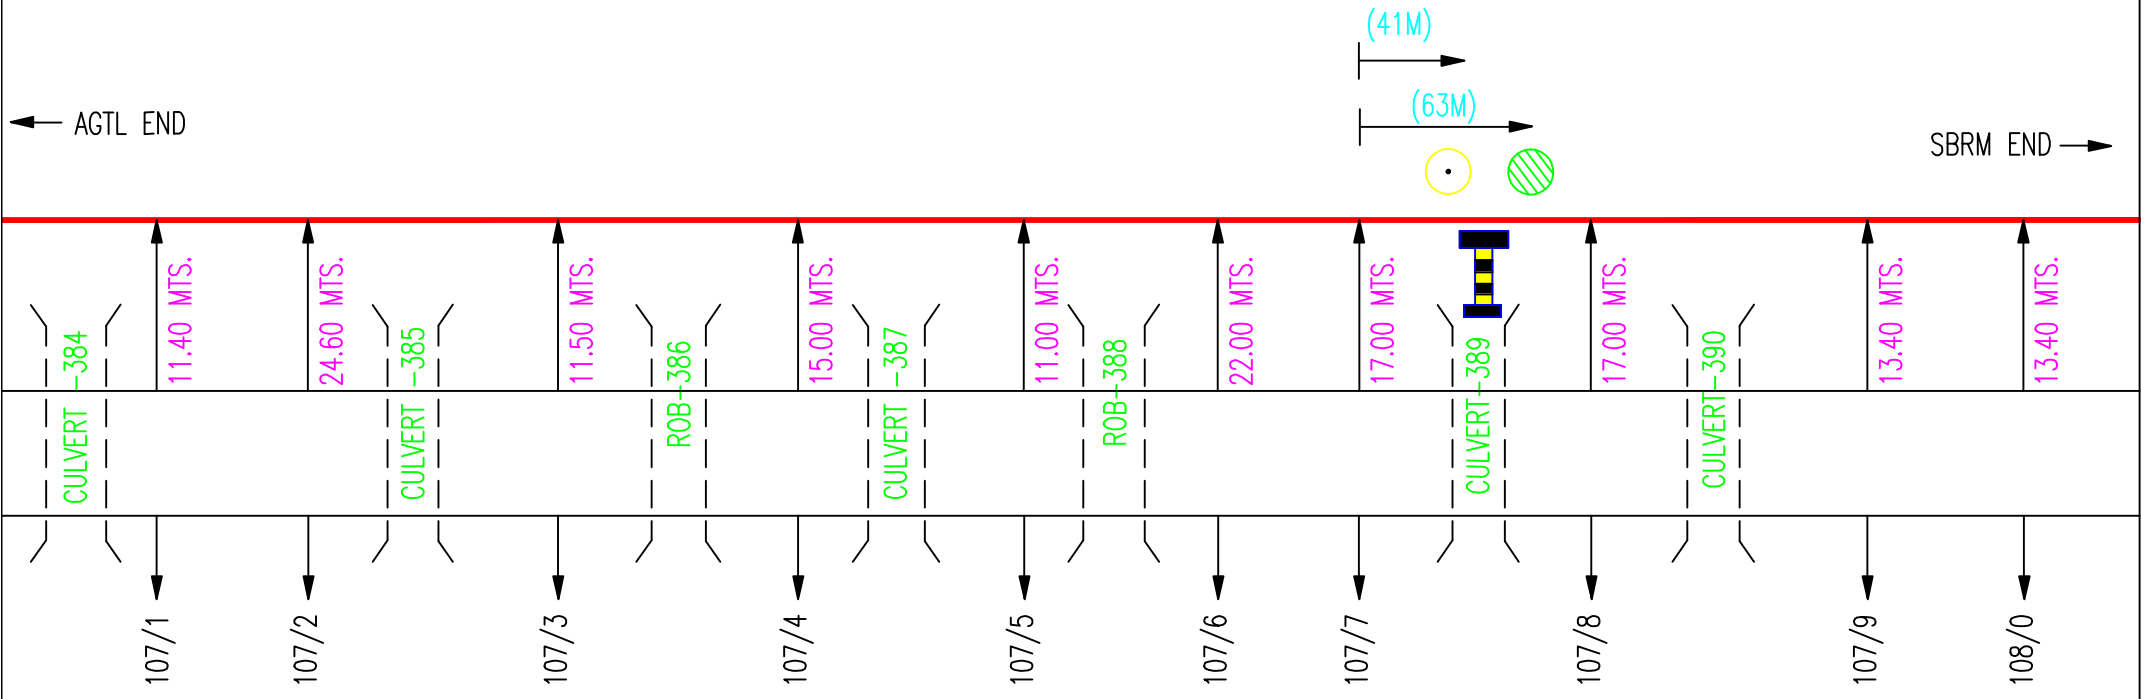 (41M)
(63M)
AGTL END
SBRM END
11.40 MTS.
24.60 MTS.
11.50 MTS.
15.00 MTS.
11.00 MTS.
22.00 MTS.
17.00 MTS.
17.00 MTS.
13.40 MTS.
13.40 MTS.
CULVERT -384
CULVERT -385
ROB-386
CULVERT -387
ROB-388
CULVERT-389
CULVERT-390
107/1
107/2
107/3
107/4
107/5
107/6
107/7
107/8
107/9
108/0